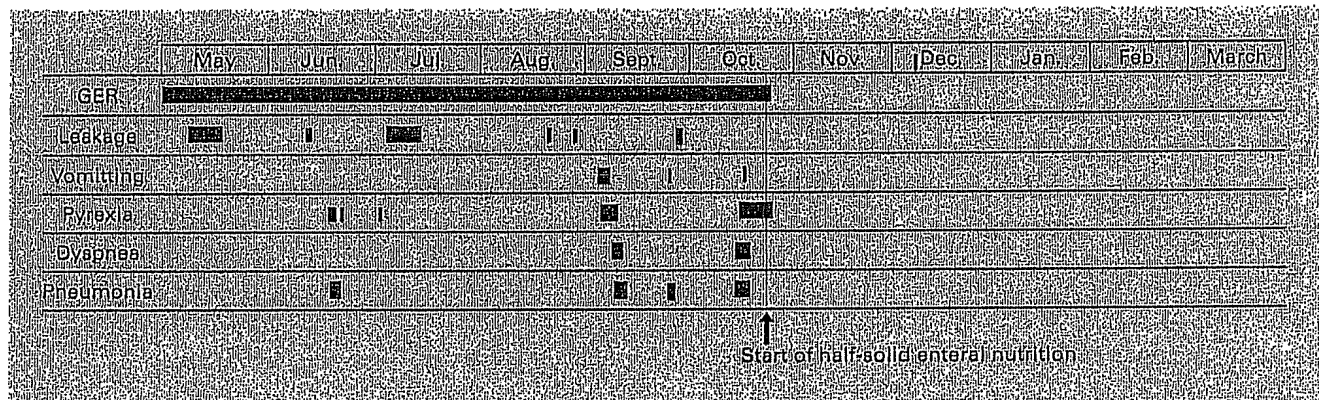 May Jun. Jul. Aug. Sept. Oct. Nov. Dec. Jan. Feb. March
GER
Leakage
Vomitting
Pyrexia
Dyspnea
Pneumonia
Start of half-solid enteral nutrition